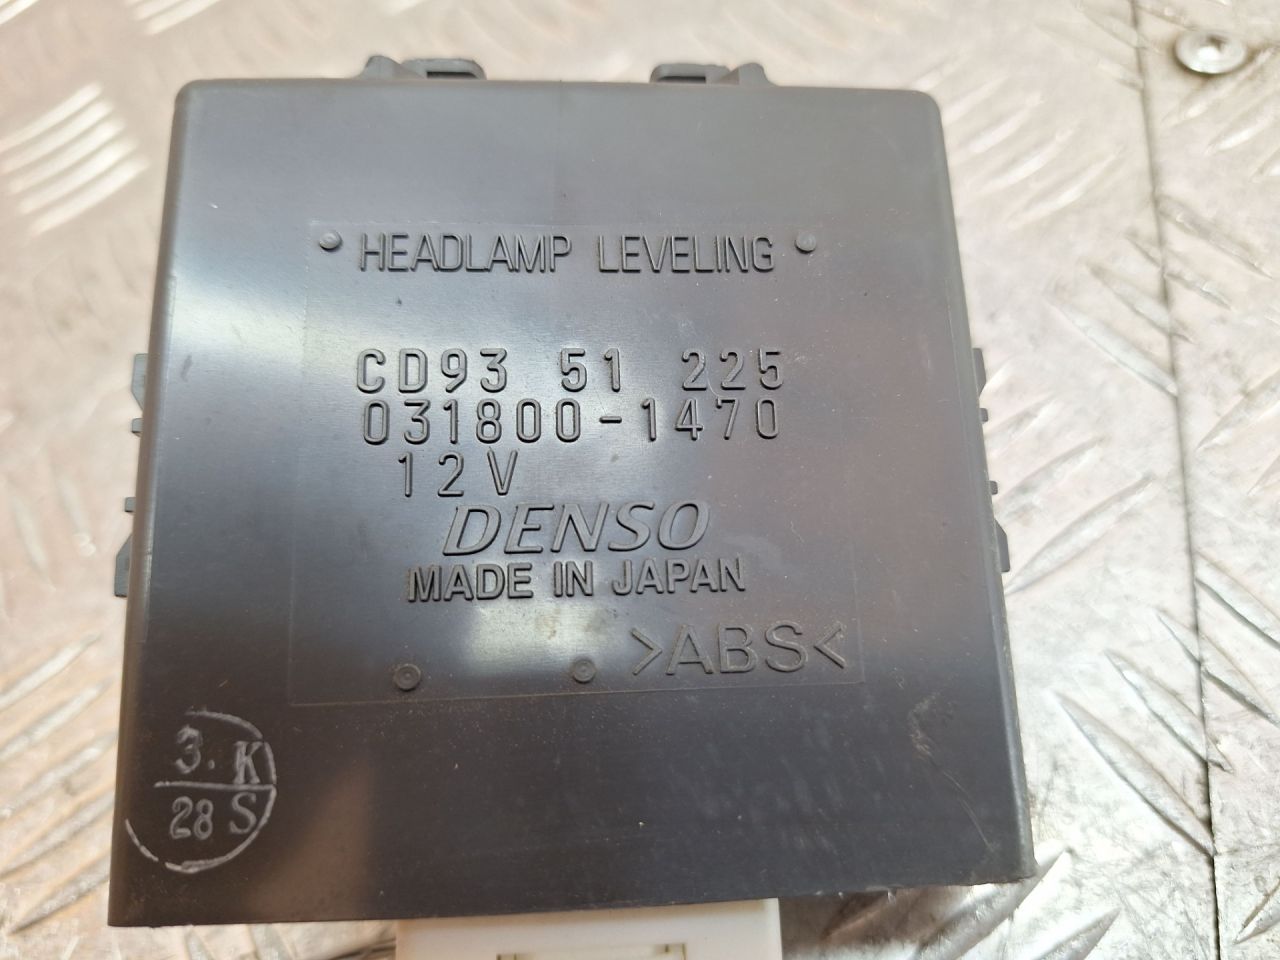 HEADLAMP LEVELING
CD93 51 225
031800-1470
12V
DENSO
MADE IN JAPAN
>ABS<
3. K
28 S